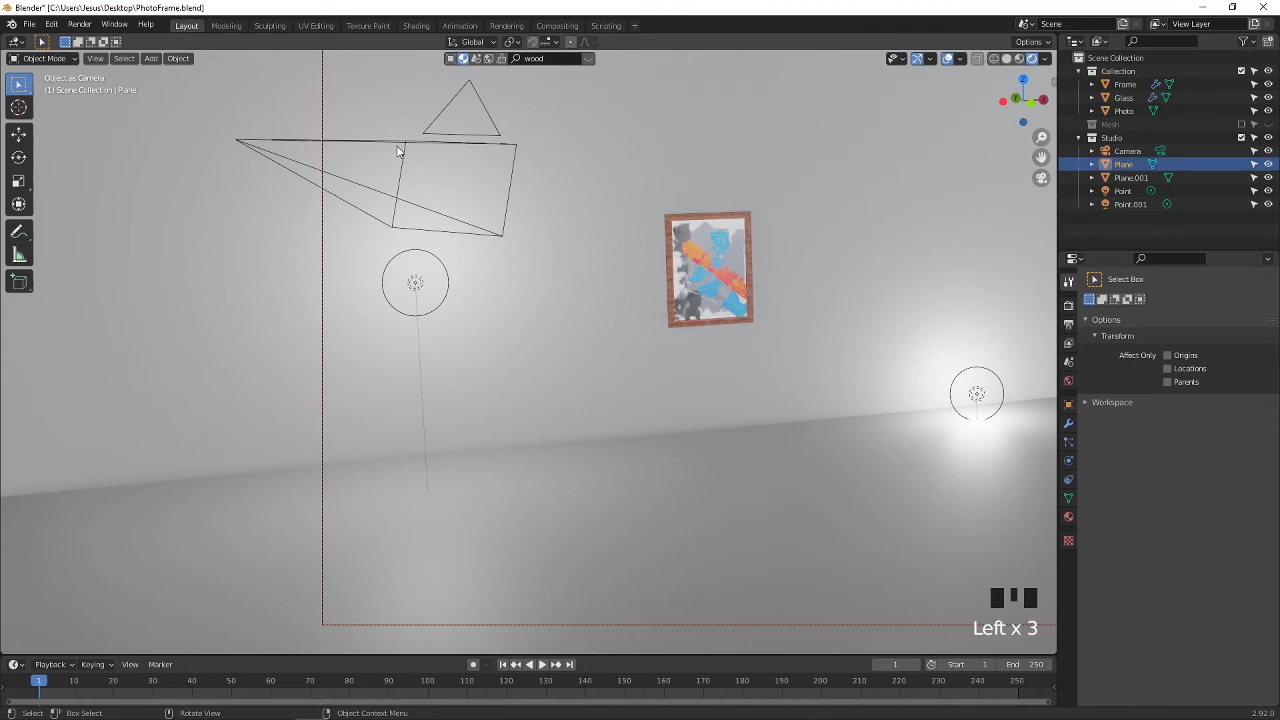 Blender* [C:\Users\Jesus\Desktop\PhotoFrame.blend]
File Edit Render Window Help Layout Modeling Sculpting UV Editing Texture Paint Shading Animation Rendering Compositing Scripting + Scene View Layer
Global Options
Object Mode View Select Add Object wood
Object as Camera
(1) Scene Collection | Plane
Z
Y
X
Scene Collection
Collection
Frame
Glass
Photo
Mesh
Studio
Camera
Plane
Plane.001
Point
Point.001
Select Box
Options
Transform
Affect Only Origins
Locations
Parents
Workspace
Left x 3
Playback Keying View Marker 1 Start 1 End 250
1 10 20 30 40 50 60 70 80 90 100 110 120 130 140 150 160 170 180 190 200 210 220 230 240 250
Select Box Select Rotate View Object Context Menu 2.92.0